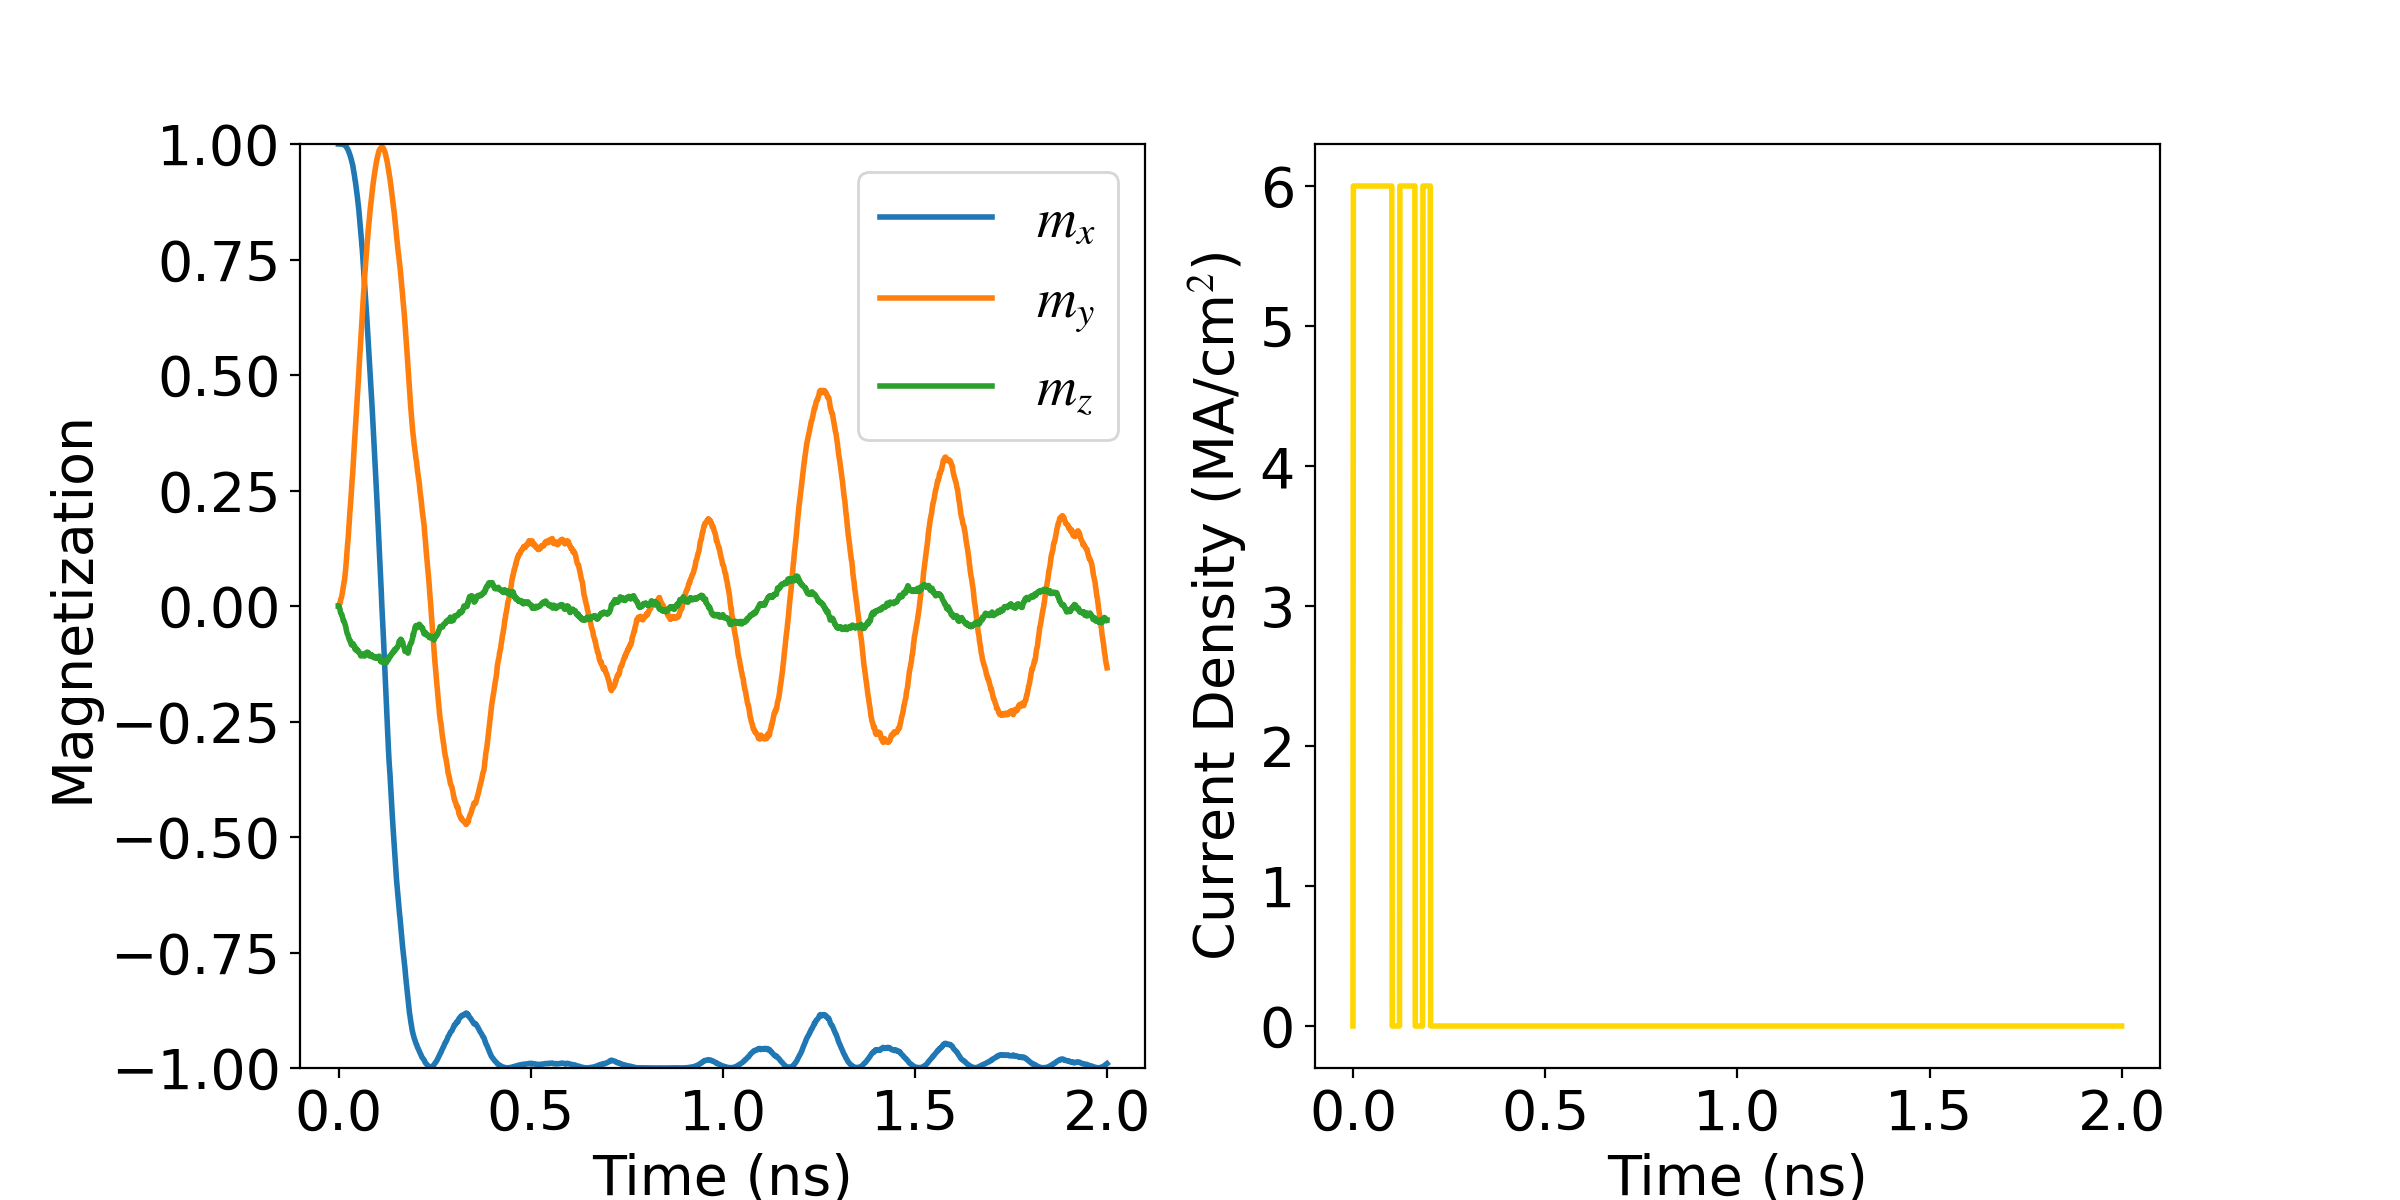 1.00
0.75
0.50
0.25
0.00
−0.25
−0.50
−0.75
−1.00
Magnetization
0.0 0.5 1.0 1.5 2.0
Time (ns)
m_x
m_y
m_z
6
5
4
3
2
1
0
Current Density (MA/cm²)
0.0 0.5 1.0 1.5 2.0
Time (ns)